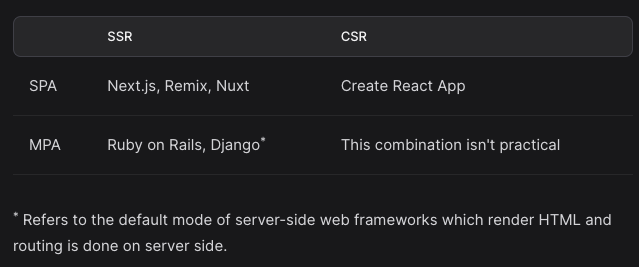 SSR CSR
SPA Next.js, Remix, Nuxt Create React App
MPA Ruby on Rails, Django* This combination isn't practical
* Refers to the default mode of server-side web frameworks which render HTML and
routing is done on server side.